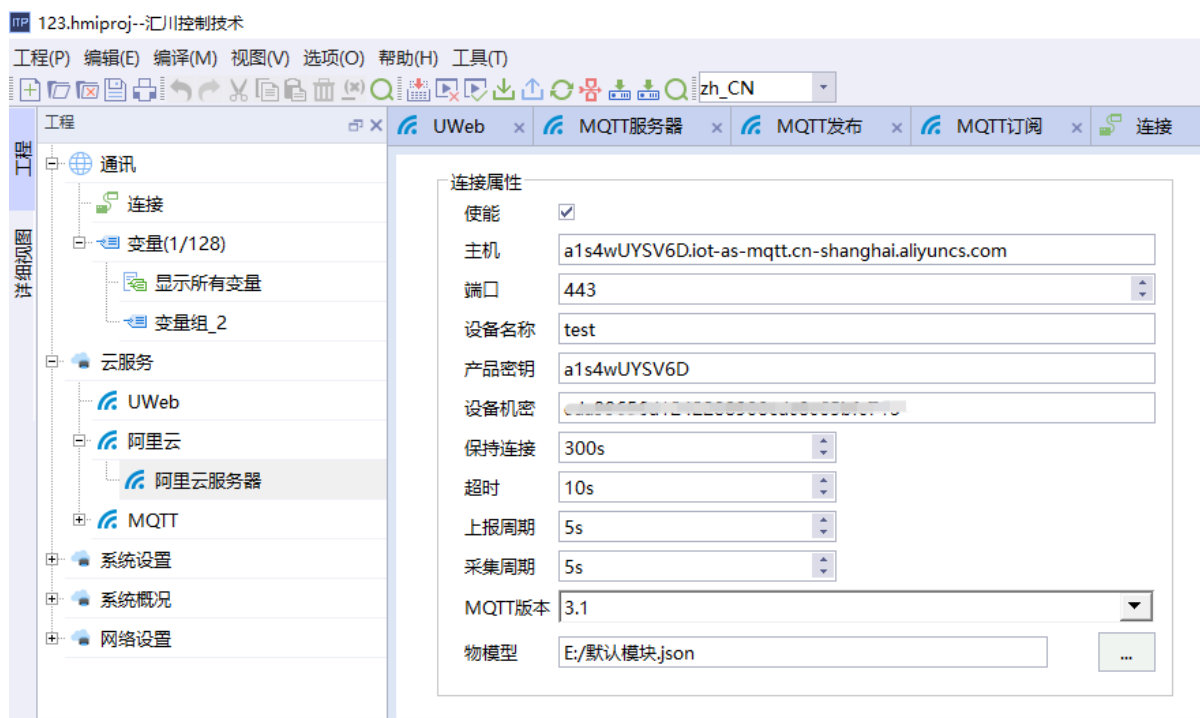 ITP 123.hmiproj--汇川控制技术
工程(P) 编辑(E) 编译(M) 视图(V) 选项(O) 帮助(H) 工具(T)
zh_CN
工程
详细视图
工程
通讯
连接
变量(1/128)
显示所有变量
变量组_2
云服务
UWeb
阿里云
阿里云服务器
MQTT
系统设置
系统概况
网络设置
UWeb × MQTT服务器 × MQTT发布 × MQTT订阅 × 连接
连接属性
使能
主机 a1s4wUYSV6D.iot-as-mqtt.cn-shanghai.aliyuncs.com
端口 443
设备名称 test
产品密钥 a1s4wUYSV6D
设备机密
保持连接 300s
超时 10s
上报周期 5s
采集周期 5s
MQTT版本 3.1
物模型 E:/默认模块.json ...